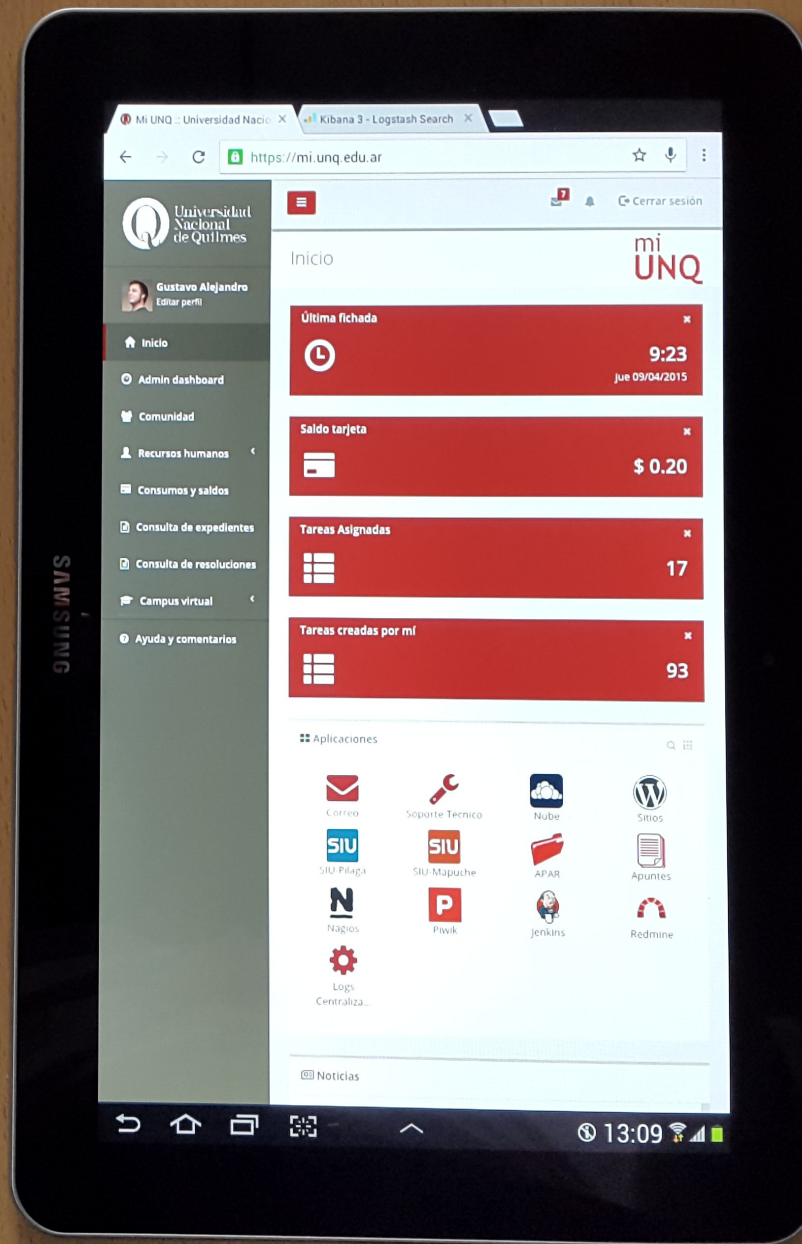 Mi UNQ :: Universidad Nacio
Kibana 3 - Logstash Search
https://mi.unq.edu.ar
Universidad
Nacional
de Quilmes
7
Cerrar sesión
Gustavo Alejandro
Editar perfil
Inicio
mi
UNQ
Inicio
Admin dashboard
Comunidad
Recursos humanos
Consumos y saldos
Consulta de expedientes
Consulta de resoluciones
Campus virtual
Ayuda y comentarios
Última fichada
9:23
jue 09/04/2015
Saldo tarjeta
$ 0.20
Tareas Asignadas
17
Tareas creadas por mí
93
Aplicaciones
Correo
Soporte Técnico
Nube
W
Sitios
SIU
SIU-Pilaga
SIU
SIU-Mapuche
APAR
Apuntes
N
Nagios
P
Piwik
Jenkins
Redmine
Logs
Centraliza...
Noticias
13:09
SAMSUNG